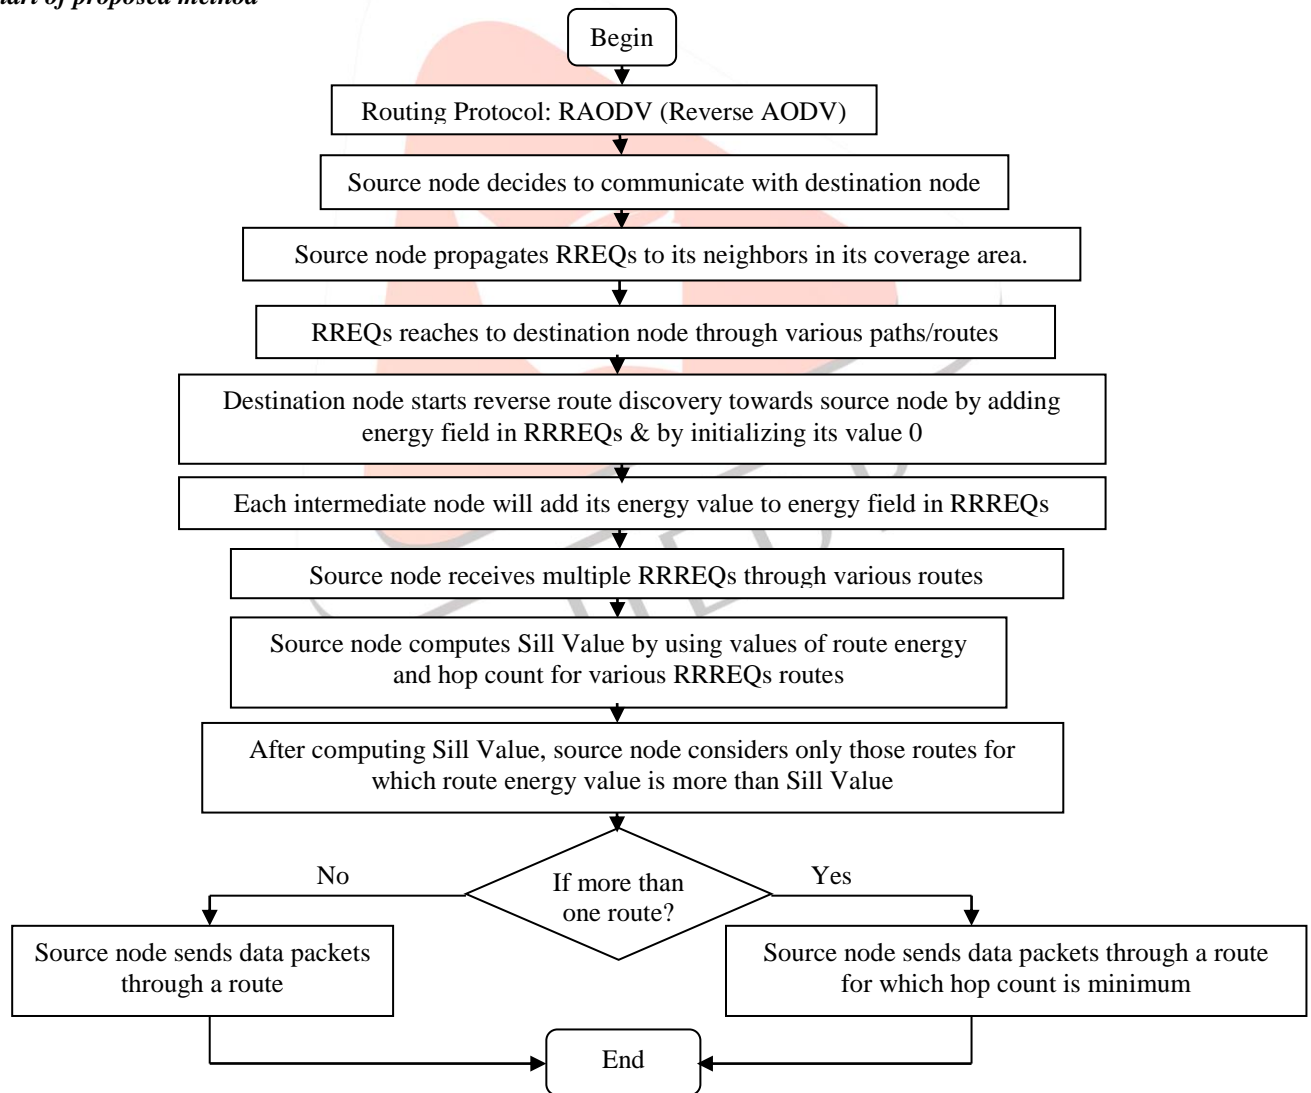 of proposed method
Begin
Routing Protocol: RAODV (Reverse AODV)
Source node decides to communicate with destination node
Source node propagates RREQs to its neighbors in its coverage area.
RREQs reaches to destination node through various paths/routes
Destination node starts reverse route discovery towards source node by adding
energy field in RRREQs & by initializing its value 0
Each intermediate node will add its energy value to energy field in RRREQs
Source node receives multiple RRREQs through various routes
Source node computes Sill Value by using values of route energy
and hop count for various RRREQs routes
After computing Sill Value, source node considers only those routes for
which route energy value is more than Sill Value
No
If more than
one route?
Yes
Source node sends data packets
through a route
Source node sends data packets through a route
for which hop count is minimum
End